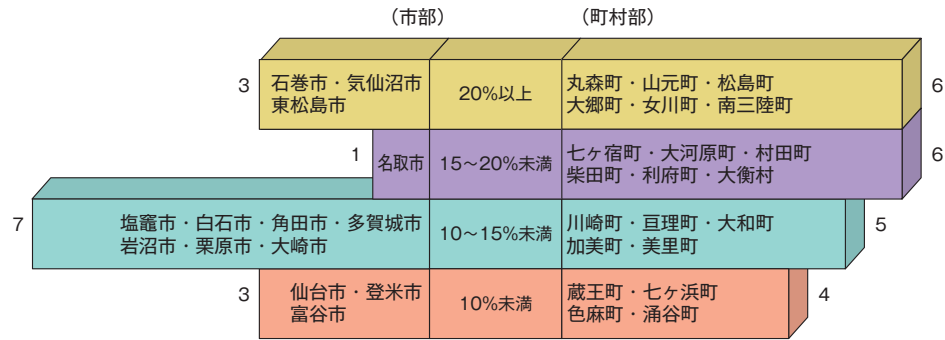 (市部) (町村部)
3 石巻市・気仙沼市 20%以上 丸森町・山元町・松島町 6
東松島市 大郷町・女川町・南三陸町
1 名取市 15〜20%未満 七ヶ宿町・大河原町・村田町 6
柴田町・利府町・大衡村
7 塩竈市・白石市・角田市・多賀城市 10〜15%未満 川崎町・亘理町・大和町 5
岩沼市・栗原市・大崎市 加美町・美里町
3 仙台市・登米市 10%未満 蔵王町・七ヶ浜町 4
富谷市 色麻町・涌谷町